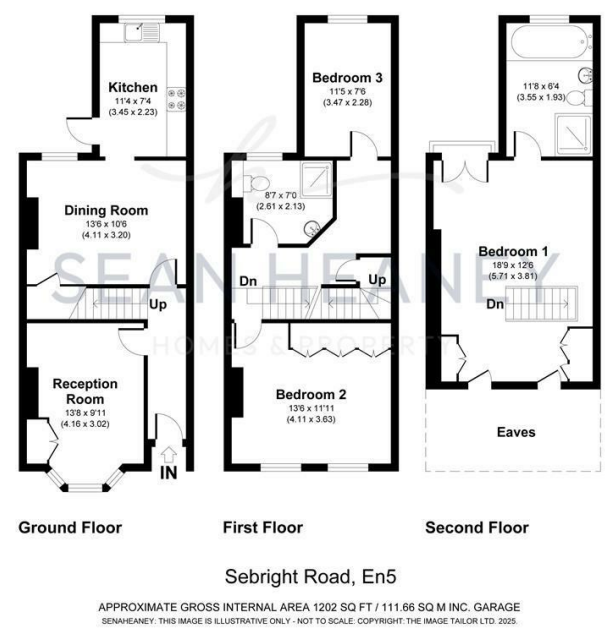 Kitchen
11'4 x 7'4
(3.45 x 2.23)
Dining Room
13'6 x 10'6
(4.11 x 3.20)
Up
Reception
Room
13'8 x 9'11
(4.16 x 3.02)
IN
Ground Floor
Bedroom 3
11'5 x 7'6
(3.47 x 2.28)
8'7 x 7'0
(2.61 x 2.13)
Dn
Up
Bedroom 2
13'6 x 11'11
(4.11 x 3.63)
First Floor
11'8 x 6'4
(3.55 x 1.93)
Bedroom 1
18'9 x 12'6
(5.71 x 3.81)
Dn
Eaves
Second Floor
SEAN HEANEY
HOMES & PROPERTY
Sebright Road, En5
APPROXIMATE GROSS INTERNAL AREA 1202 SQ FT / 111.66 SQ M INC. GARAGE
SENAHEANEY: THIS IMAGE IS ILLUSTRATIVE ONLY - NOT TO SCALE: COPYRIGHT: THE IMAGE TAILOR LTD. 2025.